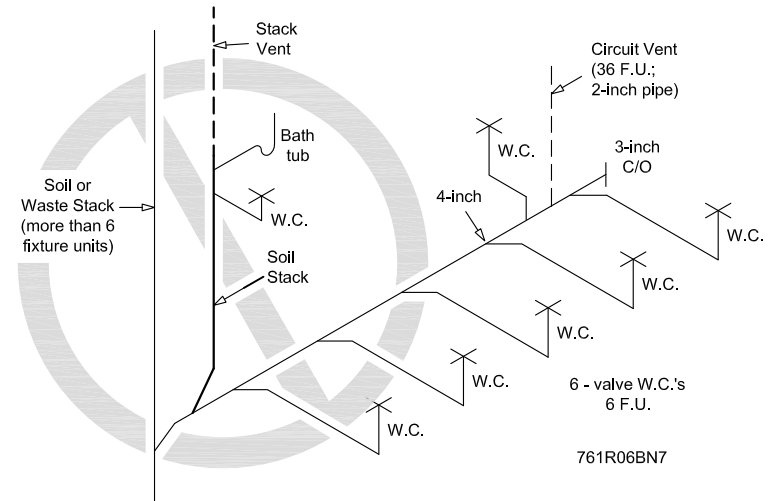 Stack
Vent
Circuit Vent
(36 F.U.;
2-inch pipe)
Bath
tub
W.C.
3-inch
C/O
Soil or
Waste Stack
(more than 6
fixture units)
4-inch
W.C.
W.C.
Soil
Stack
W.C.
W.C.
W.C.
6 - valve W.C.'s
6 F.U.
W.C.
761R06BN7